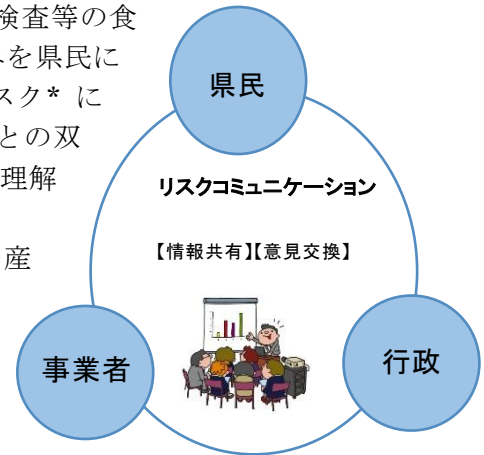 検査等の食
みを県民に
スク* に
との双
理解
産
県民
リスクコミュニケーション
【情報共有】【意見交換】
事業者
行政